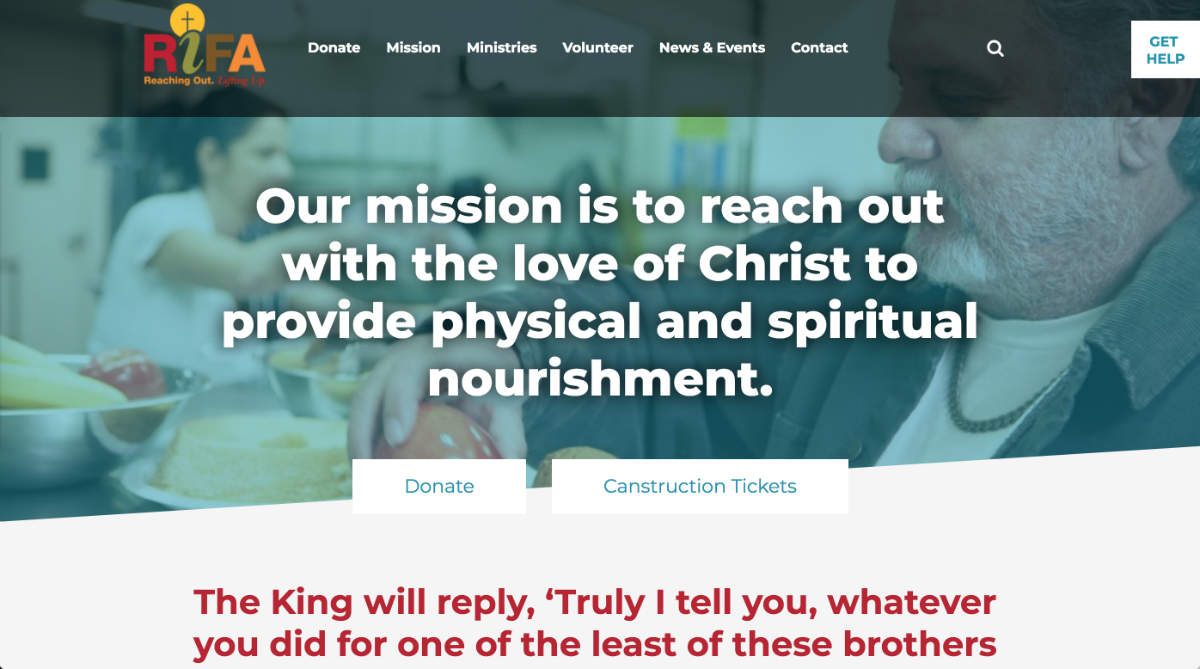 RiFA
Reaching Out. Lifting Up
Donate
Mission
Ministries
Volunteer
News & Events
Contact
GET
HELP
Our mission is to reach out
with the love of Christ to
provide physical and spiritual
nourishment.
Donate
Canstruction Tickets
The King will reply, ‘Truly I tell you, whatever
you did for one of the least of these brothers